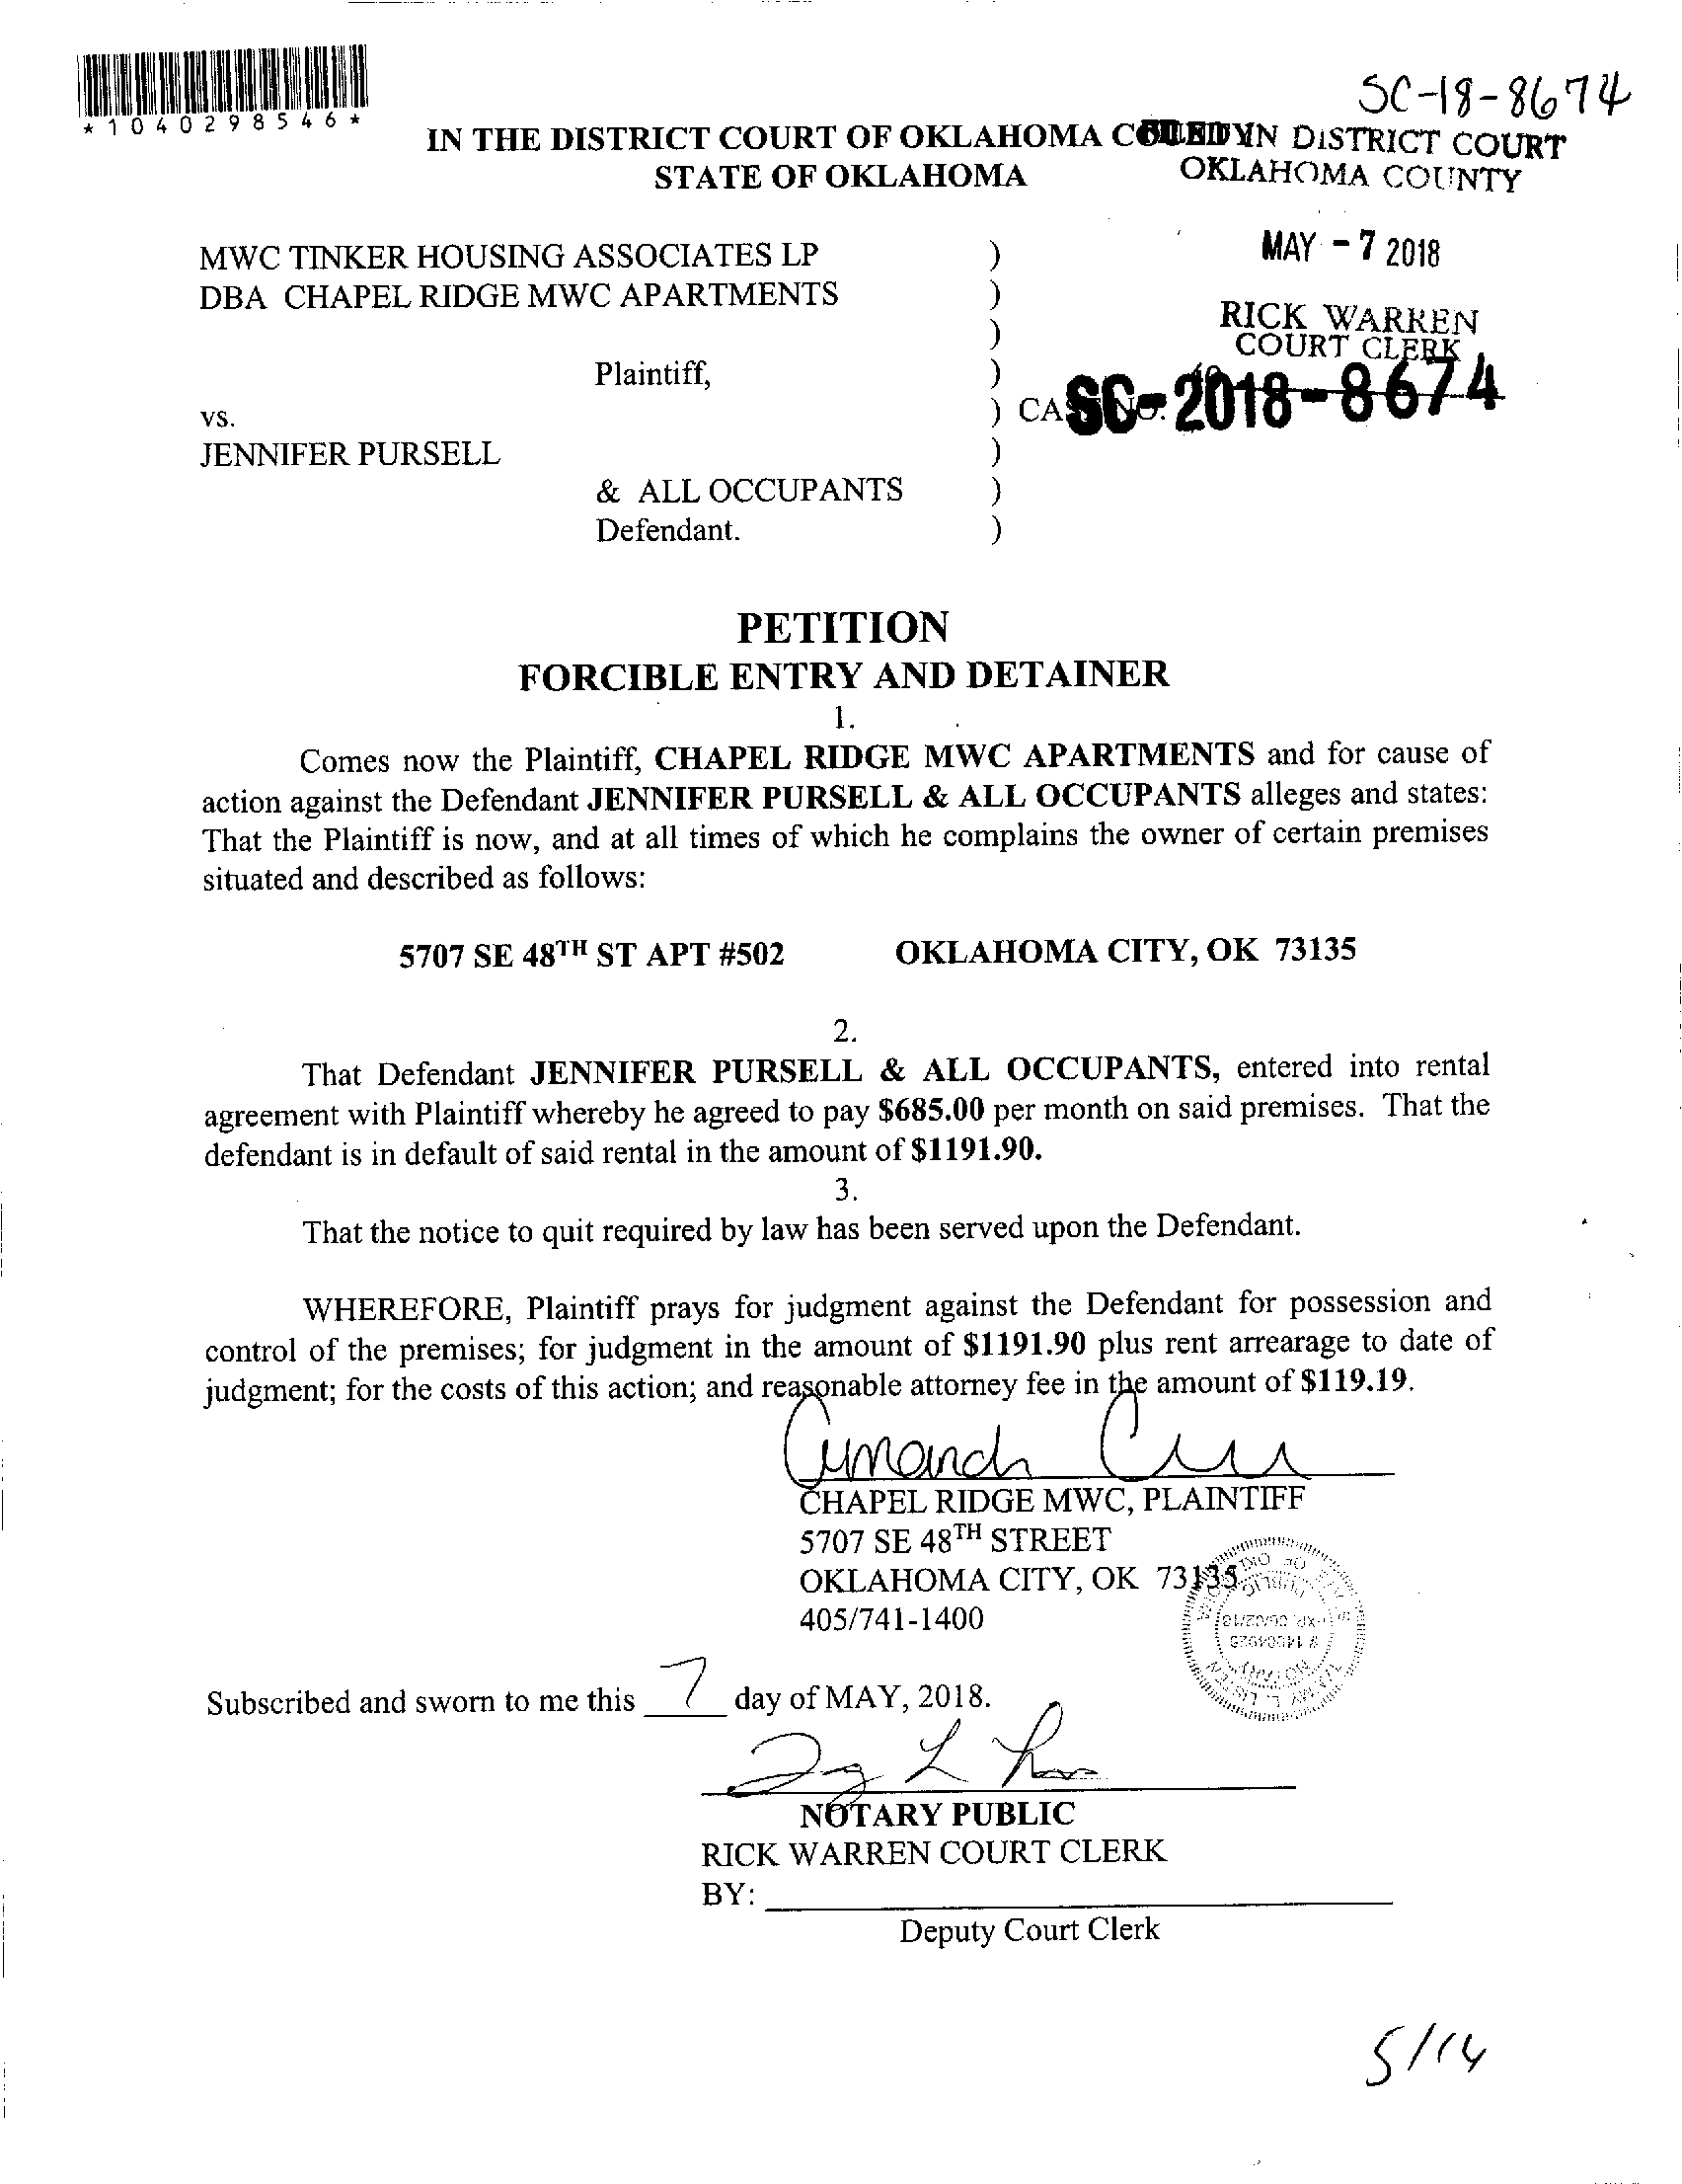 *1040298546*
SC-18-8674
IN THE DISTRICT COURT OF OKLAHOMA
IN DISTRICT COURT
STATE OF OKLAHOMA
OKLAHOMA COUNTY
MAY - 7 2018
RICK WARREN
COURT CLERK
SC-2018-8674
MWC TINKER HOUSING ASSOCIATES LP )
DBA CHAPEL RIDGE MWC APARTMENTS )
)
Plaintiff, )
vs. )
JENNIFER PURSELL )
& ALL OCCUPANTS )
Defendant. )
PETITION
FORCIBLE ENTRY AND DETAINER
1.
Comes now the Plaintiff, CHAPEL RIDGE MWC APARTMENTS and for cause of
action against the Defendant JENNIFER PURSELL & ALL OCCUPANTS alleges and states:
That the Plaintiff is now, and at all times of which he complains the owner of certain premises
situated and described as follows:
5707 SE 48TH ST APT #502 OKLAHOMA CITY, OK 73135
2.
That Defendant JENNIFER PURSELL & ALL OCCUPANTS, entered into rental
agreement with Plaintiff whereby he agreed to pay $685.00 per month on said premises. That the
defendant is in default of said rental in the amount of $1191.90.
3.
That the notice to quit required by law has been served upon the Defendant.
WHEREFORE, Plaintiff prays for judgment against the Defendant for possession and
control of the premises; for judgment in the amount of $1191.90 plus rent arrearage to date of
judgment; for the costs of this action; and reasonable attorney fee in the amount of $119.19.
CHAPEL RIDGE MWC, PLAINTIFF
5707 SE 48TH STREET
OKLAHOMA CITY, OK 73135
405/741-1400
Subscribed and sworn to me this 7 day of MAY, 2018.
NOTARY PUBLIC
RICK WARREN COURT CLERK
BY:
Deputy Court Clerk
5/14